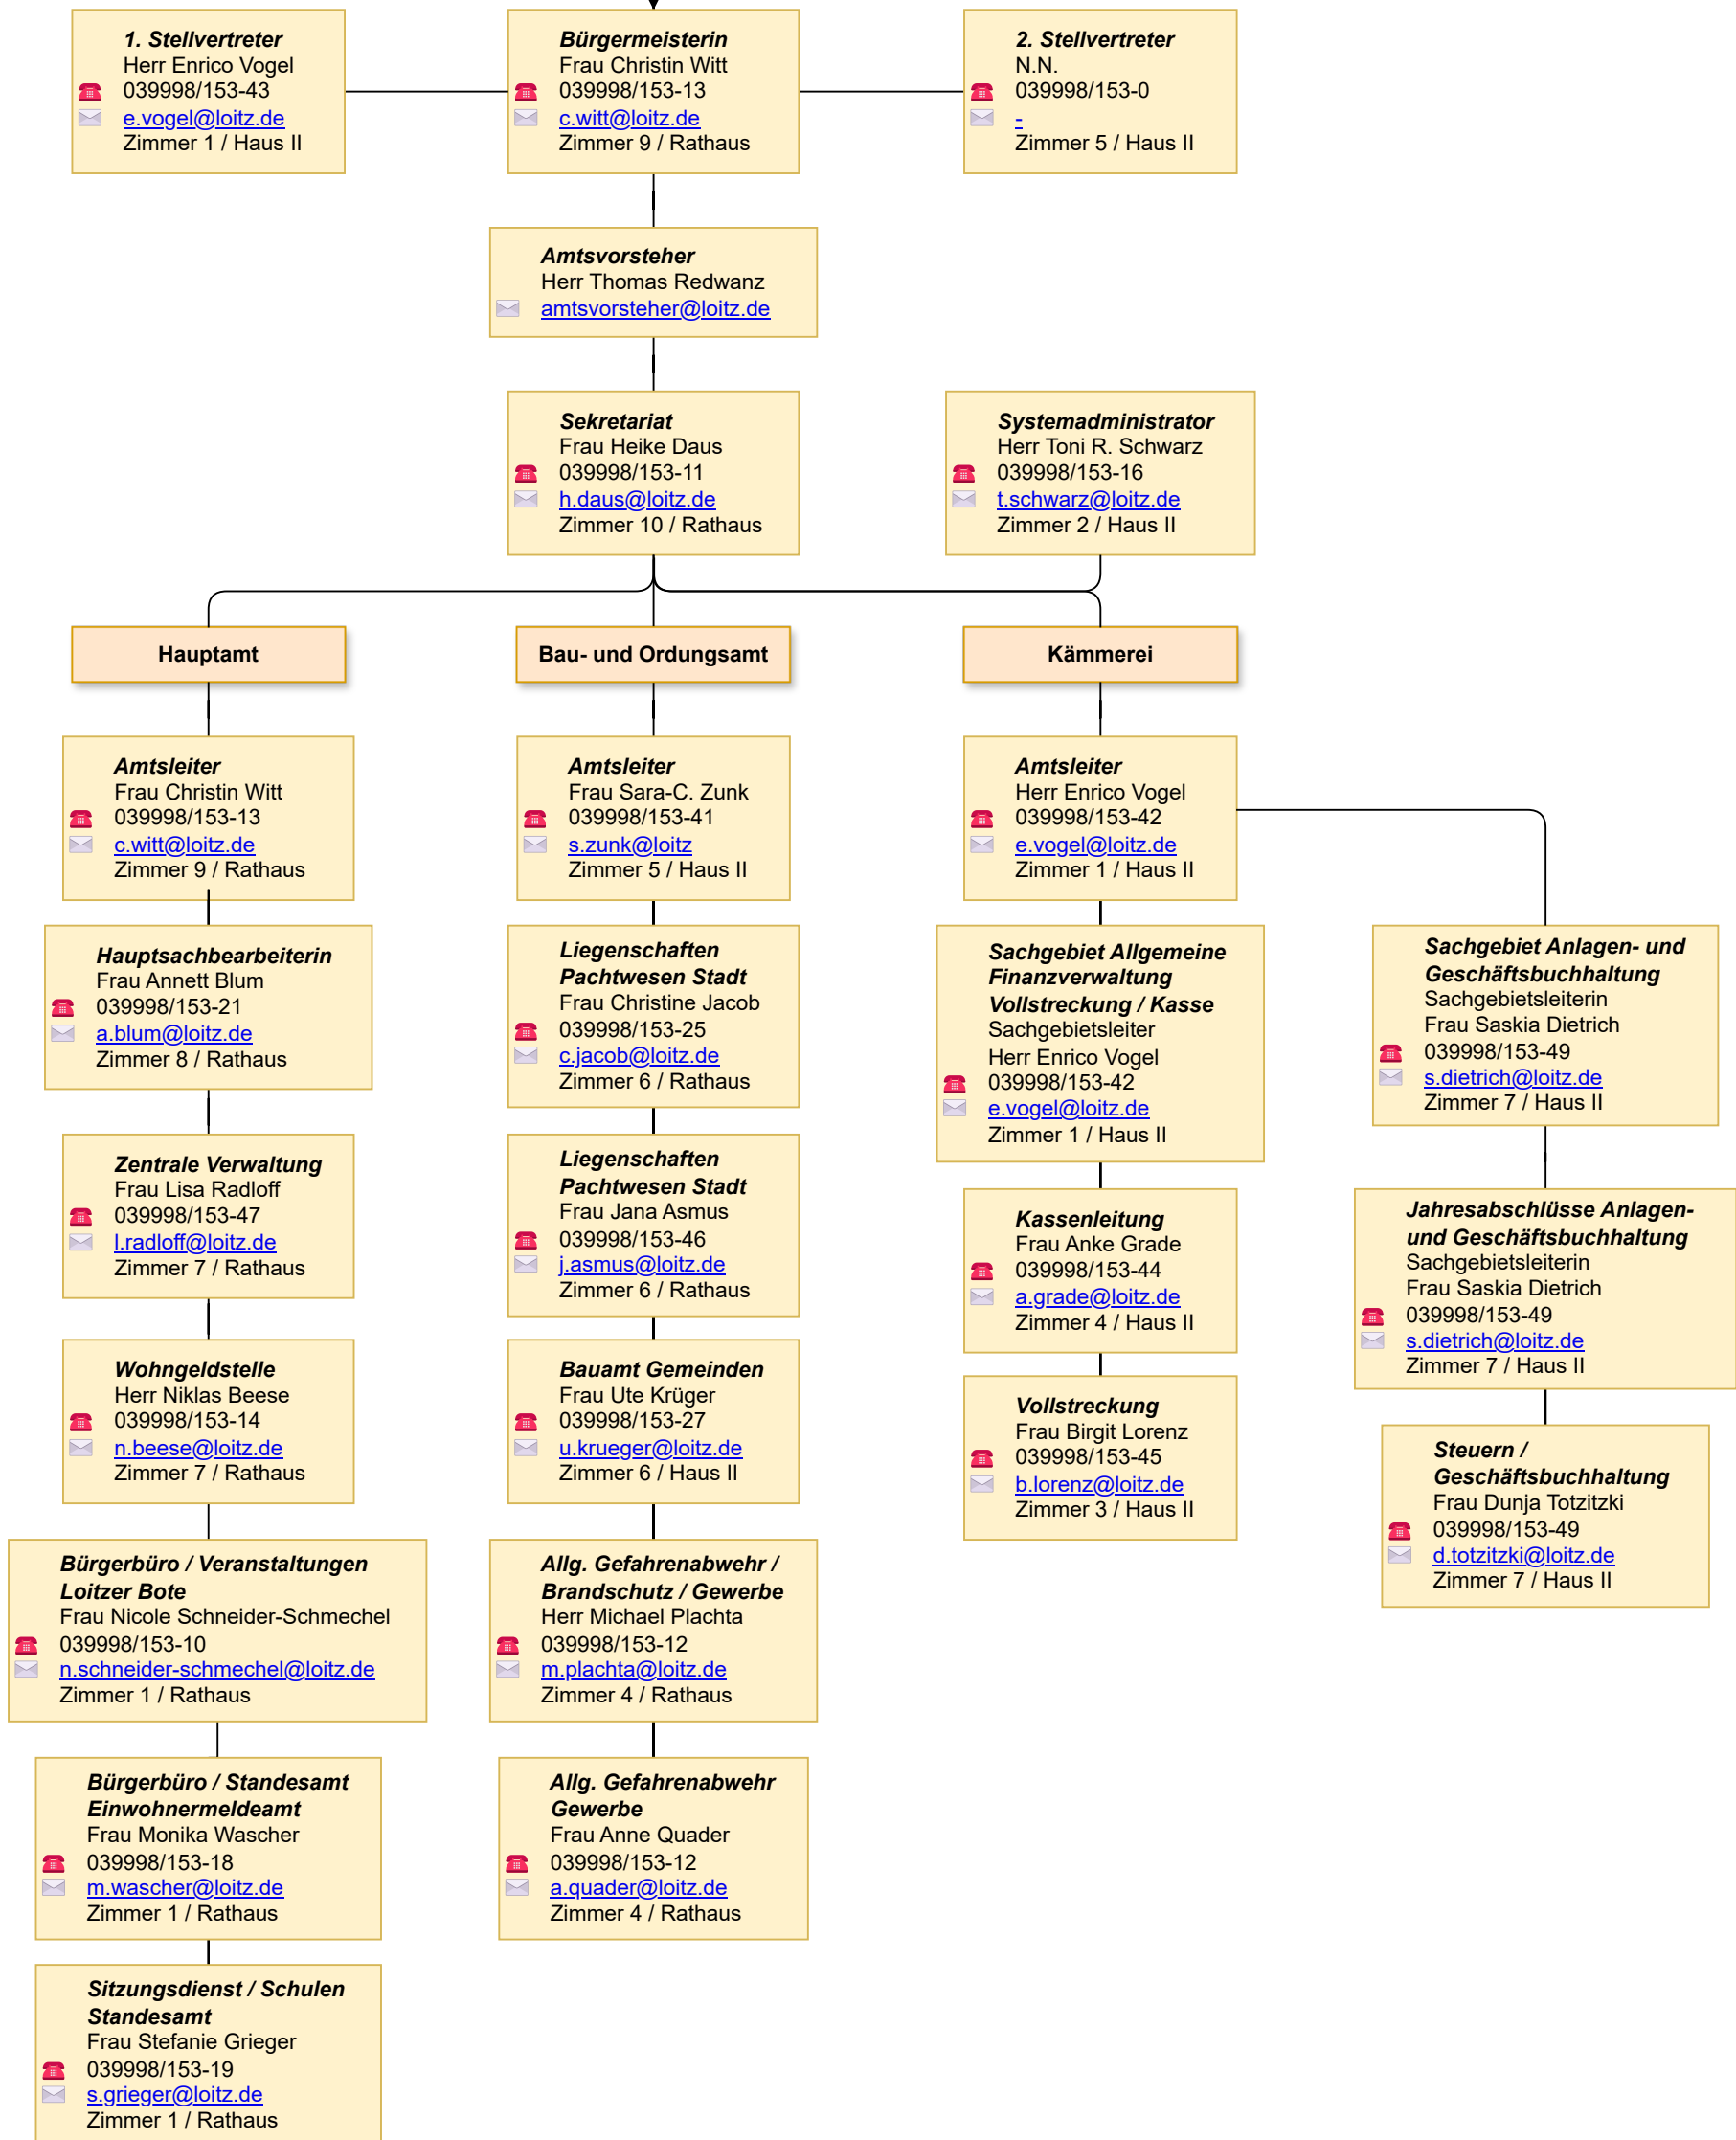 1. Stellvertreter
Herr Enrico Vogel
039998/153-43
e.vogel@loitz.de
Zimmer 1 / Haus II
Bürgermeisterin
Frau Christin Witt
039998/153-13
c.witt@loitz.de
Zimmer 9 / Rathaus
2. Stellvertreter
N.N.
039998/153-0
-
Zimmer 5 / Haus II
Amtsvorsteher
Herr Thomas Redwanz
amtsvorsteher@loitz.de
Sekretariat
Frau Heike Daus
039998/153-11
h.daus@loitz.de
Zimmer 10 / Rathaus
Systemadministrator
Herr Toni R. Schwarz
039998/153-16
t.schwarz@loitz.de
Zimmer 2 / Haus II
Hauptamt
Bau- und Ordungsamt
Kämmerei
Amtsleiter
Frau Christin Witt
039998/153-13
c.witt@loitz.de
Zimmer 9 / Rathaus
Hauptsachbearbeiterin
Frau Annett Blum
039998/153-21
a.blum@loitz.de
Zimmer 8 / Rathaus
Zentrale Verwaltung
Frau Lisa Radloff
039998/153-47
l.radloff@loitz.de
Zimmer 7 / Rathaus
Wohngeldstelle
Herr Niklas Beese
039998/153-14
n.beese@loitz.de
Zimmer 7 / Rathaus
Bürgerbüro / Veranstaltungen
Loitzer Bote
Frau Nicole Schneider-Schmechel
039998/153-10
n.schneider-schmechel@loitz.de
Zimmer 1 / Rathaus
Bürgerbüro / Standesamt
Einwohnermeldeamt
Frau Monika Wascher
039998/153-18
m.wascher@loitz.de
Zimmer 1 / Rathaus
Sitzungsdienst / Schulen
Standesamt
Frau Stefanie Grieger
039998/153-19
s.grieger@loitz.de
Zimmer 1 / Rathaus
Amtsleiter
Frau Sara-C. Zunk
039998/153-41
s.zunk@loitz
Zimmer 5 / Haus II
Liegenschaften
Pachtwesen Stadt
Frau Christine Jacob
039998/153-25
c.jacob@loitz.de
Zimmer 6 / Rathaus
Liegenschaften
Pachtwesen Stadt
Frau Jana Asmus
039998/153-46
j.asmus@loitz.de
Zimmer 6 / Rathaus
Bauamt Gemeinden
Frau Ute Krüger
039998/153-27
u.krueger@loitz.de
Zimmer 6 / Haus II
Allg. Gefahrenabwehr /
Brandschutz / Gewerbe
Herr Michael Plachta
039998/153-12
m.plachta@loitz.de
Zimmer 4 / Rathaus
Allg. Gefahrenabwehr
Gewerbe
Frau Anne Quader
039998/153-12
a.quader@loitz.de
Zimmer 4 / Rathaus
Amtsleiter
Herr Enrico Vogel
039998/153-42
e.vogel@loitz.de
Zimmer 1 / Haus II
Sachgebiet Allgemeine
Finanzverwaltung
Vollstreckung / Kasse
Sachgebietsleiter
Herr Enrico Vogel
039998/153-42
e.vogel@loitz.de
Zimmer 1 / Haus II
Kassenleitung
Frau Anke Grade
039998/153-44
a.grade@loitz.de
Zimmer 4 / Haus II
Vollstreckung
Frau Birgit Lorenz
039998/153-45
b.lorenz@loitz.de
Zimmer 3 / Haus II
Sachgebiet Anlagen- und
Geschäftsbuchhaltung
Sachgebietsleiterin
Frau Saskia Dietrich
039998/153-49
s.dietrich@loitz.de
Zimmer 7 / Haus II
Jahresabschlüsse Anlagen-
und Geschäftsbuchhaltung
Sachgebietsleiterin
Frau Saskia Dietrich
039998/153-49
s.dietrich@loitz.de
Zimmer 7 / Haus II
Steuern /
Geschäftsbuchhaltung
Frau Dunja Totzitzki
039998/153-49
d.totzitzki@loitz.de
Zimmer 7 / Haus II